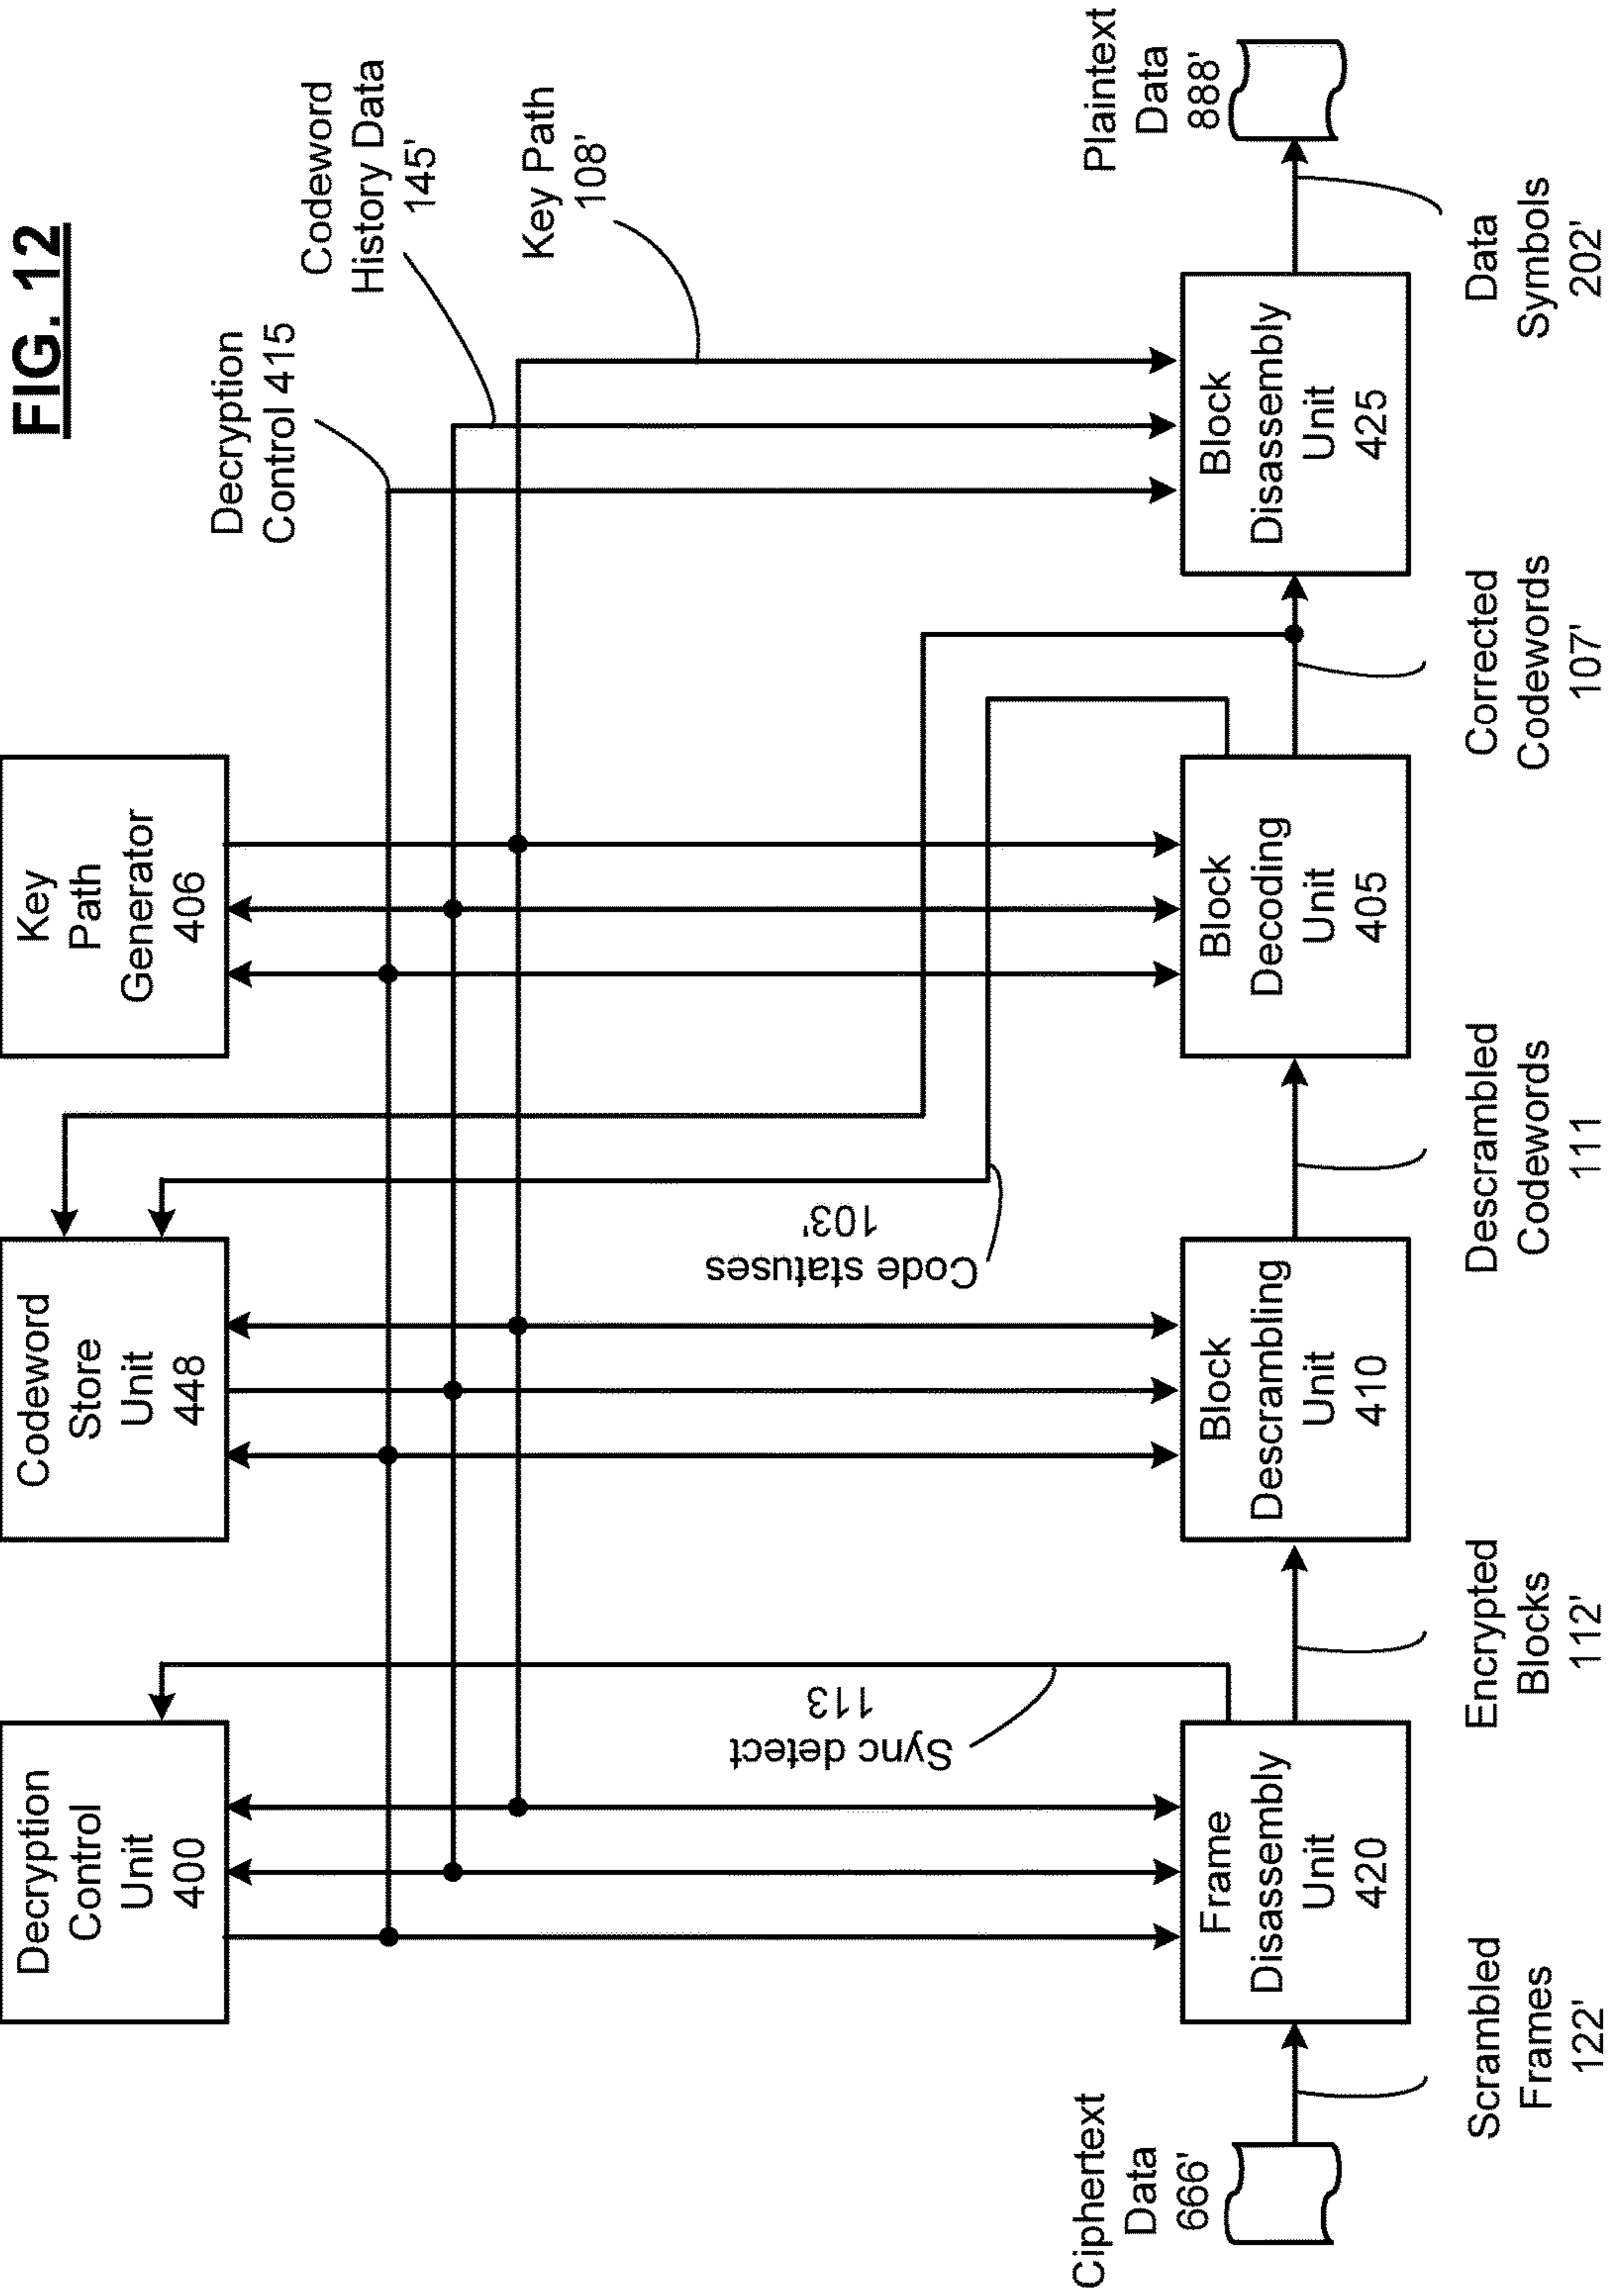 FIG. 12
Decryption
Control
Unit
400
Codeword
Store
Unit
448
Key
Path
Generator
406
Decryption
Control 415
Codeword
History Data
145'
Key Path
108'
Sync detect
113
Code statuses
103'
Ciphertext
Data
666'
Frame
Disassembly
Unit
420
Block
Descrambling
Unit
410
Block
Decoding
Unit
405
Block
Disassembly
Unit
425
Plaintext
Data
888'
Scrambled
Frames
122'
Encrypted
Blocks
112'
Descrambled
Codewords
111
Corrected
Codewords
107'
Data
Symbols
202'